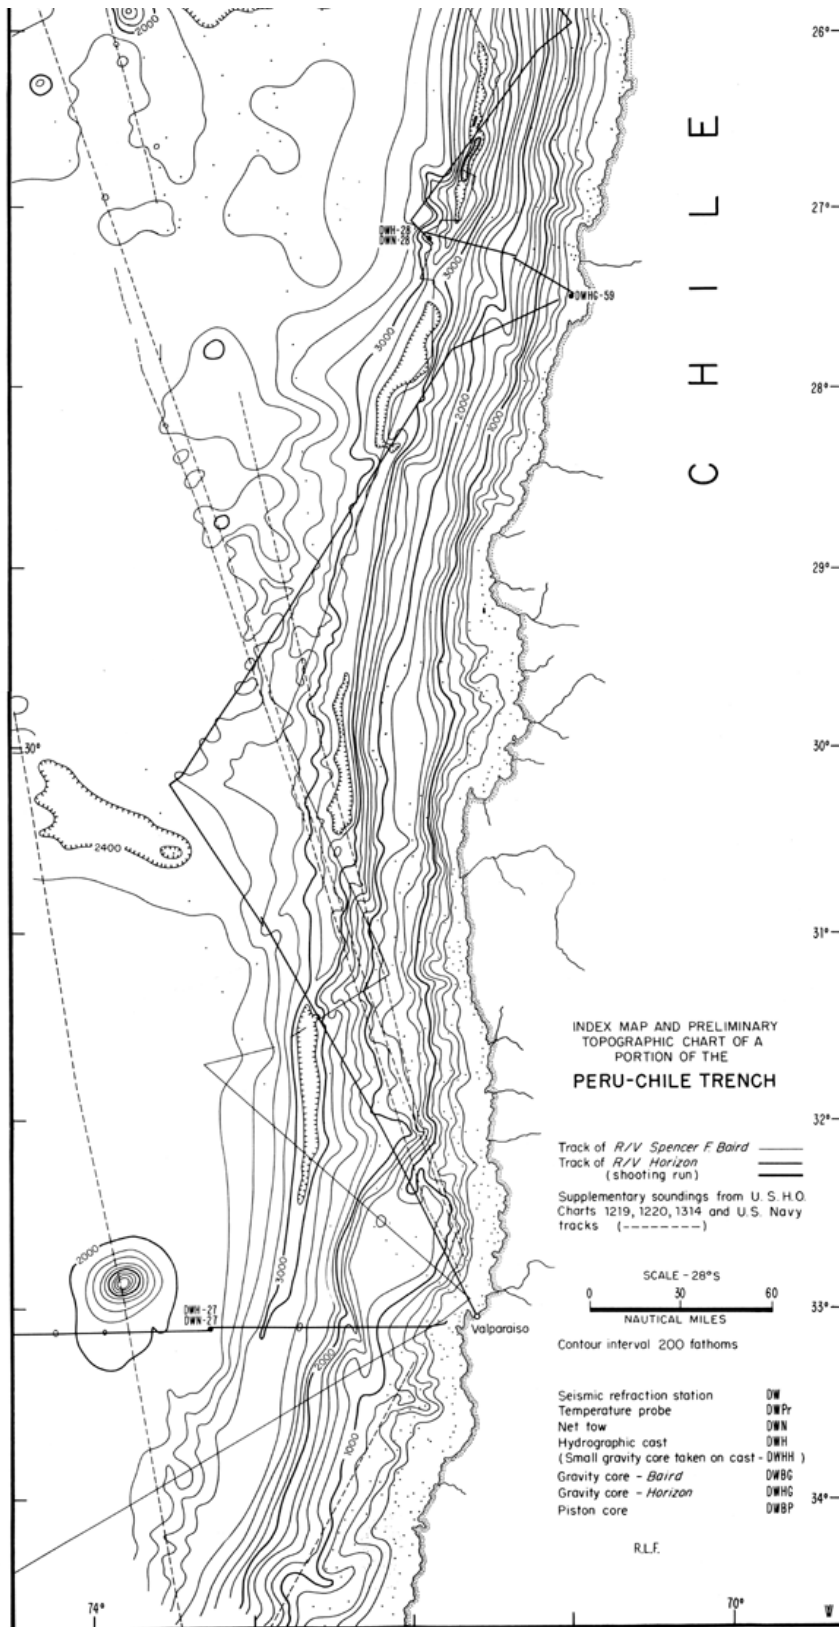 2000
26°
CHILE
27°
DWH-28
DWN-28
3000
DWHG-59
3000
28°
2000
1000
29°
30°
30°
2400
31°
INDEX MAP AND PRELIMINARY
TOPOGRAPHIC CHART OF A
PORTION OF THE
PERU-CHILE TRENCH
32°
Track of R/V Spencer F. Baird
Track of R/V Horizon
(shooting run)
Supplementary soundings from U.S.H.O.
Charts 1219, 1220, 1314 and U.S. Navy
tracks (--------)
2000
3000
SCALE - 28°S
0 30 60
NAUTICAL MILES
DWH-27
DWN-27
33°
Valparaiso
Contour interval 200 fathoms
2000
Seismic refraction station DW
Temperature probe DWPr
Net tow DWN
Hydrographic cast DWH
(Small gravity core taken on cast - DWHH)
Gravity core - Baird DWBG
Gravity core - Horizon DWHG
Piston core DWBP
1000
34°
R.L.F.
74°
70°
W